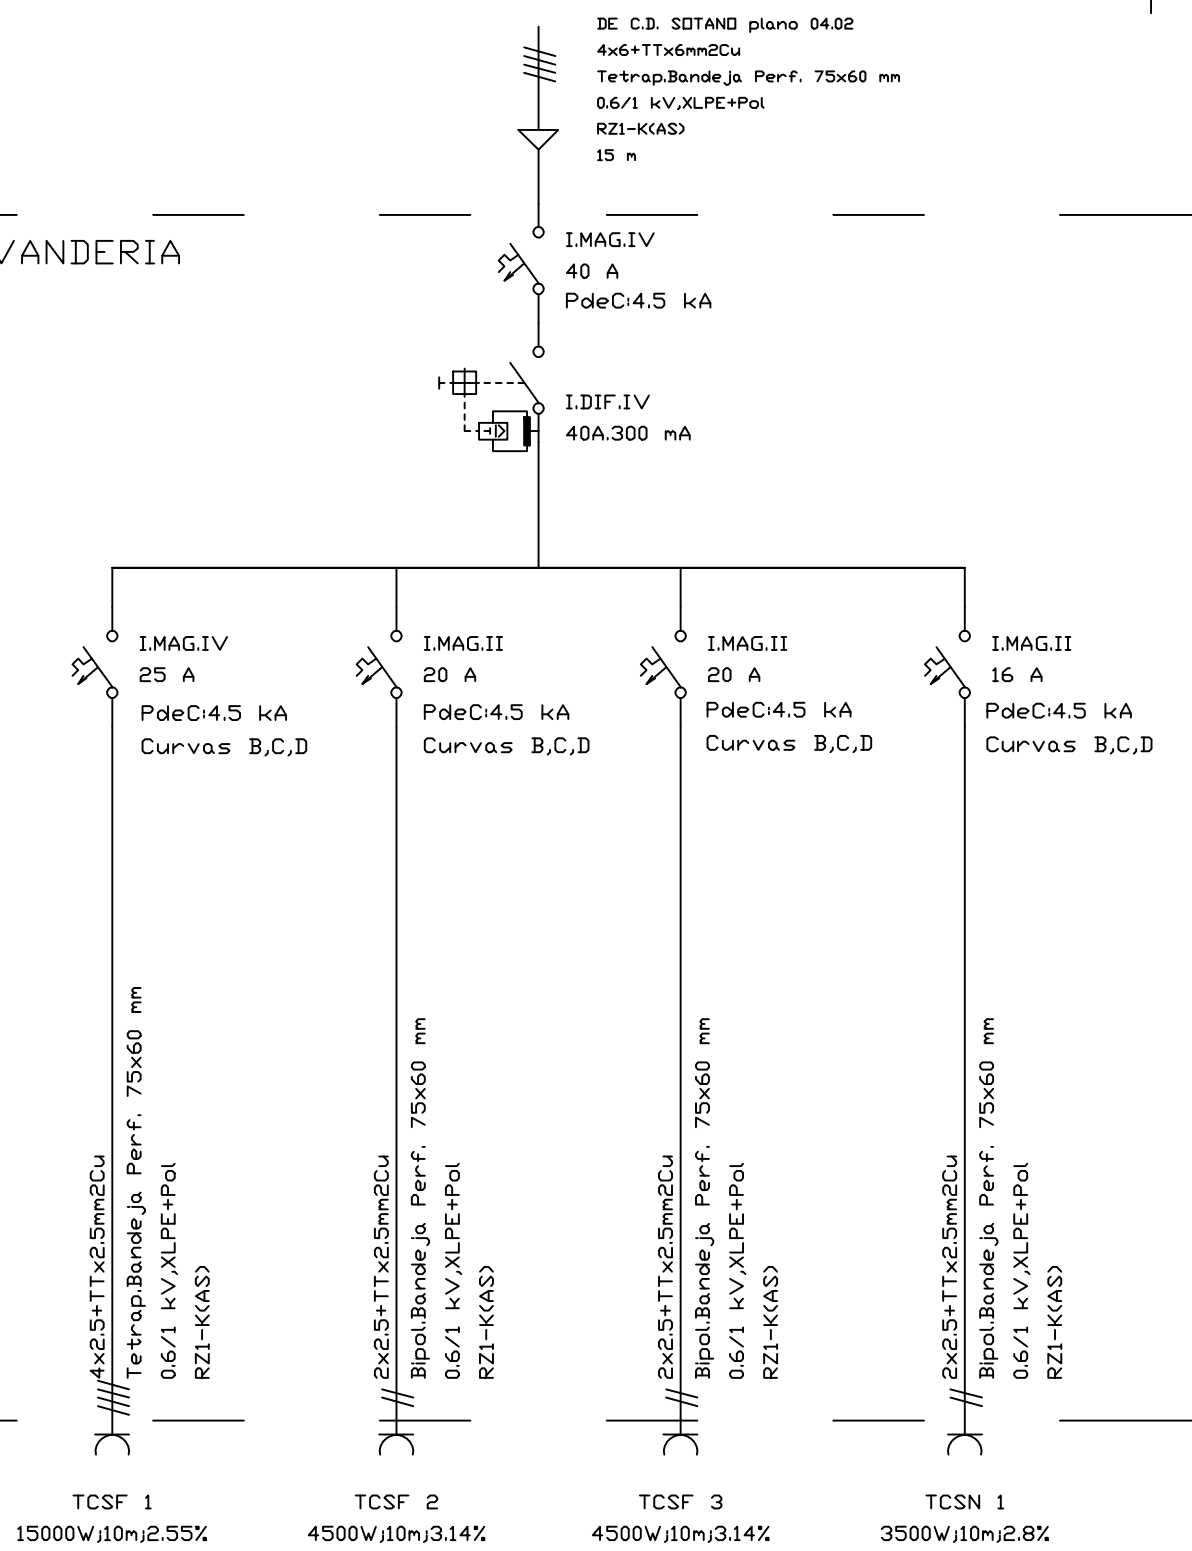 DE C.D. SOTANO plano 04.02
4x6+TTx6mm2Cu
Tetrap.Bandeja Perf. 75x60 mm
0.6/1 kV,XLPE+Pol
RZ1-K(AS)
15 m
VANDERIA
I.MAG.IV
40 A
PdeC:4.5 kA
I.DIF.IV
40A.300 mA
I.MAG.IV
25 A
PdeC:4.5 kA
Curvas B,C,D
I.MAG.II
20 A
PdeC:4.5 kA
Curvas B,C,D
I.MAG.II
20 A
PdeC:4.5 kA
Curvas B,C,D
I.MAG.II
16 A
PdeC:4.5 kA
Curvas B,C,D
4x2.5+TTx2.5mm2Cu
Tetrap.Bandeja Perf. 75x60 mm
0.6/1 kV,XLPE+Pol
RZ1-K(AS)
2x2.5+TTx2.5mm2Cu
Bipol.Bandeja Perf. 75x60 mm
0.6/1 kV,XLPE+Pol
RZ1-K(AS)
2x2.5+TTx2.5mm2Cu
Bipol.Bandeja Perf. 75x60 mm
0.6/1 kV,XLPE+Pol
RZ1-K(AS)
2x2.5+TTx2.5mm2Cu
Bipol.Bandeja Perf. 75x60 mm
0.6/1 kV,XLPE+Pol
RZ1-K(AS)
TCSF 1
15000W;10m;2.55%
TCSF 2
4500W;10m;3.14%
TCSF 3
4500W;10m;3.14%
TCSN 1
3500W;10m;2.8%